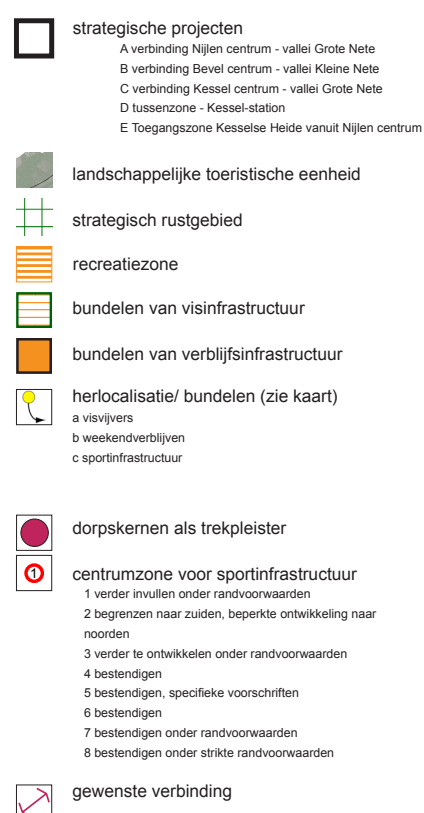 strategische projecten
A verbinding Nijlen centrum - vallei Grote Nete
B verbinding Bevel centrum - vallei Kleine Nete
C verbinding Kessel centrum - vallei Grote Nete
D tussenzone - Kessel-station
E Toegangszone Kesselse Heide vanuit Nijlen centrum
landschappelijke toeristische eenheid
strategisch rustgebied
recreatiezone
bundelen van visinfrastructuur
bundelen van verblijfsinfrastructuur
herlocalisatie/ bundelen (zie kaart)
a visvijvers
b weekendverblijven
c sportinfrastructuur
dorpskernen als trekpleister
1
centrumzone voor sportinfrastructuur
1 verder invullen onder randvoorwaarden
2 begrenzen naar zuiden, beperkte ontwikkeling naar
noorden
3 verder te ontwikkelen onder randvoorwaarden
4 bestendigen
5 bestendigen, specifieke voorschriften
6 bestendigen
7 bestendigen onder randvoorwaarden
8 bestendigen onder strikte randvoorwaarden
gewenste verbinding